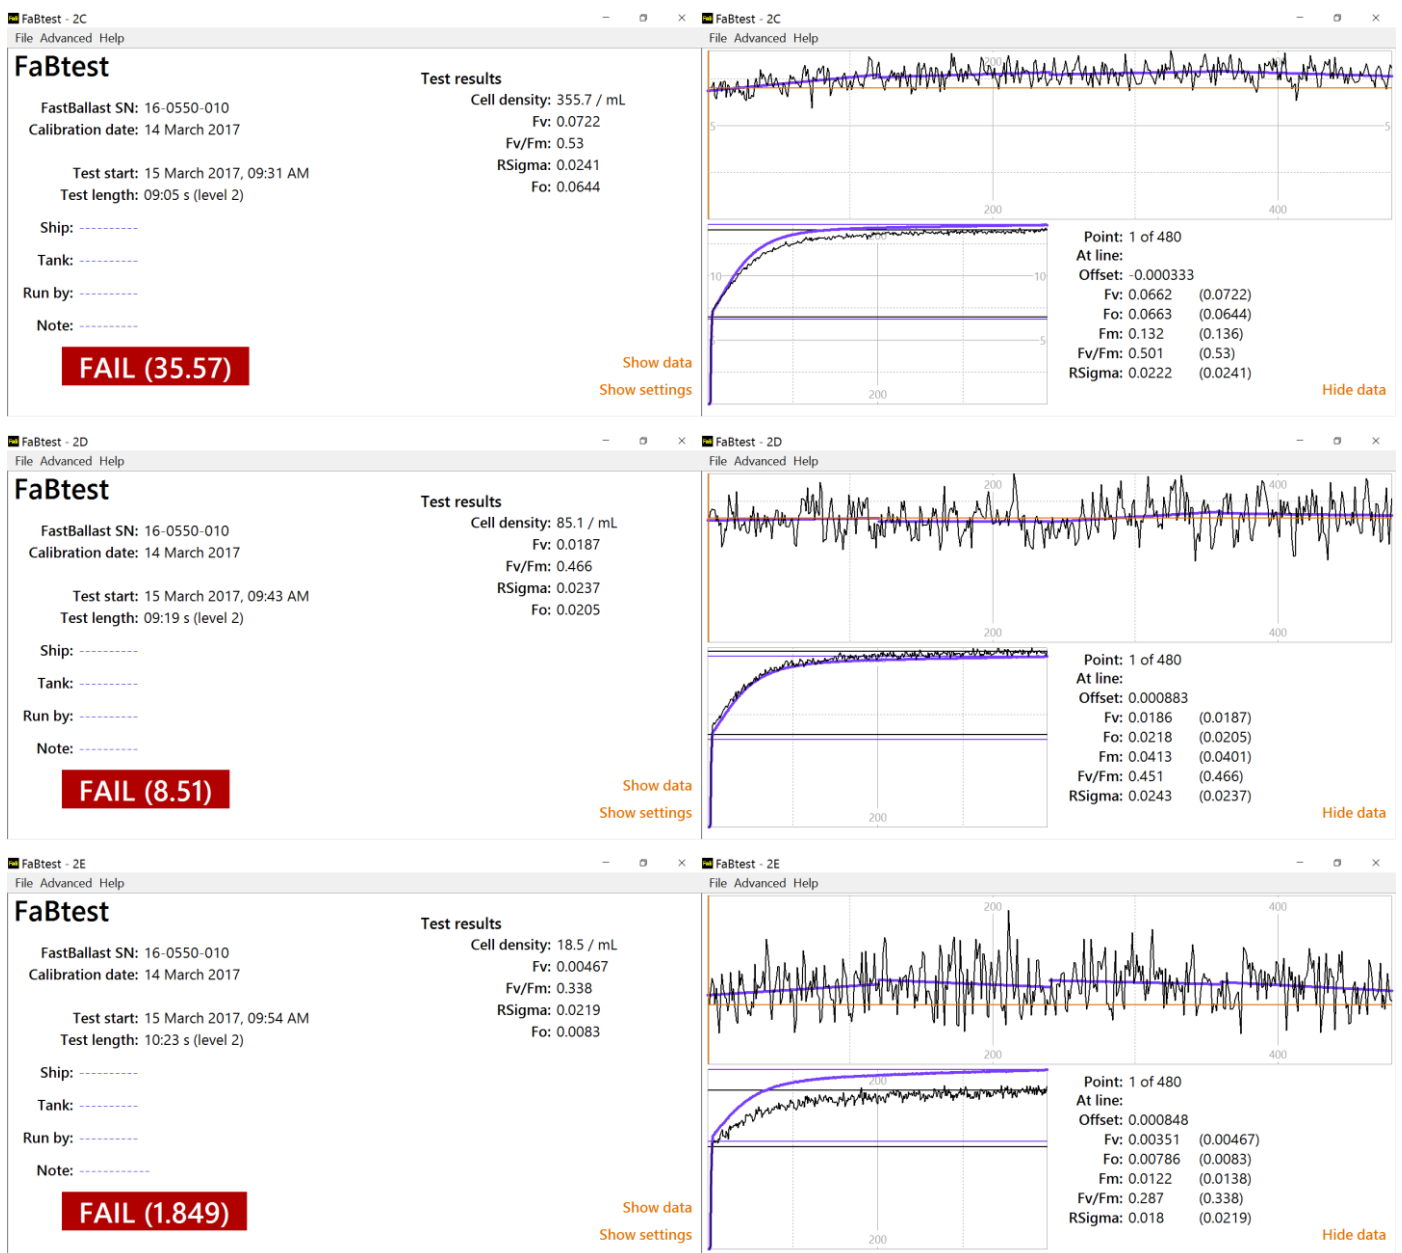 FaBtest - 2C
File Advanced Help
FaBtest
FastBallast SN: 16-0550-010
Calibration date: 14 March 2017
Test start: 15 March 2017, 09:31 AM
Test length: 09:05 s (level 2)
Ship: ----------
Tank: ----------
Run by: ----------
Note: ----------
FAIL (35.57)
Test results
Cell density: 355.7 / mL
Fv: 0.0722
Fv/Fm: 0.53
RSigma: 0.0241
Fo: 0.0644
Show data
Show settings
FaBtest - 2C
File Advanced Help
200
5 5
200 400
200
10 10
5 5
200
Point: 1 of 480
At line:
Offset: -0.000333
Fv: 0.0662 (0.0722)
Fo: 0.0663 (0.0644)
Fm: 0.132 (0.136)
Fv/Fm: 0.501 (0.53)
RSigma: 0.0222 (0.0241)
Hide data
FaBtest - 2D
File Advanced Help
FaBtest
FastBallast SN: 16-0550-010
Calibration date: 14 March 2017
Test start: 15 March 2017, 09:43 AM
Test length: 09:19 s (level 2)
Ship: ----------
Tank: ----------
Run by: ----------
Note: ----------
FAIL (8.51)
Test results
Cell density: 85.1 / mL
Fv: 0.0187
Fv/Fm: 0.466
RSigma: 0.0237
Fo: 0.0205
Show data
Show settings
FaBtest - 2D
File Advanced Help
200 400
200 400
200
Point: 1 of 480
At line:
Offset: 0.000883
Fv: 0.0186 (0.0187)
Fo: 0.0218 (0.0205)
Fm: 0.0413 (0.0401)
Fv/Fm: 0.451 (0.466)
RSigma: 0.0243 (0.0237)
Hide data
FaBtest - 2E
File Advanced Help
FaBtest
FastBallast SN: 16-0550-010
Calibration date: 14 March 2017
Test start: 15 March 2017, 09:54 AM
Test length: 10:23 s (level 2)
Ship: ----------
Tank: ----------
Run by: ----------
Note: ------------
FAIL (1.849)
Test results
Cell density: 18.5 / mL
Fv: 0.00467
Fv/Fm: 0.338
RSigma: 0.0219
Fo: 0.0083
Show data
Show settings
FaBtest - 2E
File Advanced Help
200 400
200 400
200
200
Point: 1 of 480
At line:
Offset: 0.000848
Fv: 0.00351 (0.00467)
Fo: 0.00786 (0.0083)
Fm: 0.0122 (0.0138)
Fv/Fm: 0.287 (0.338)
RSigma: 0.018 (0.0219)
Hide data